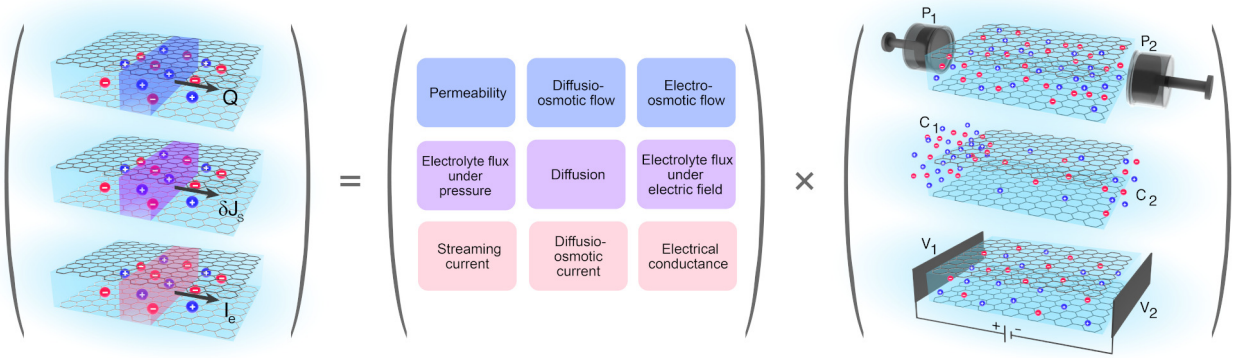 Q
δJs
Ie
=
Permeability
Diffusio-
osmotic flow
Electro-
osmotic flow
Electrolyte flux
under
pressure
Diffusion
Electrolyte flux
under
electric field
Streaming
current
Diffusio-
osmotic
current
Electrical
conductance
×
P1
P2
C1
C2
V1
V2
+ −